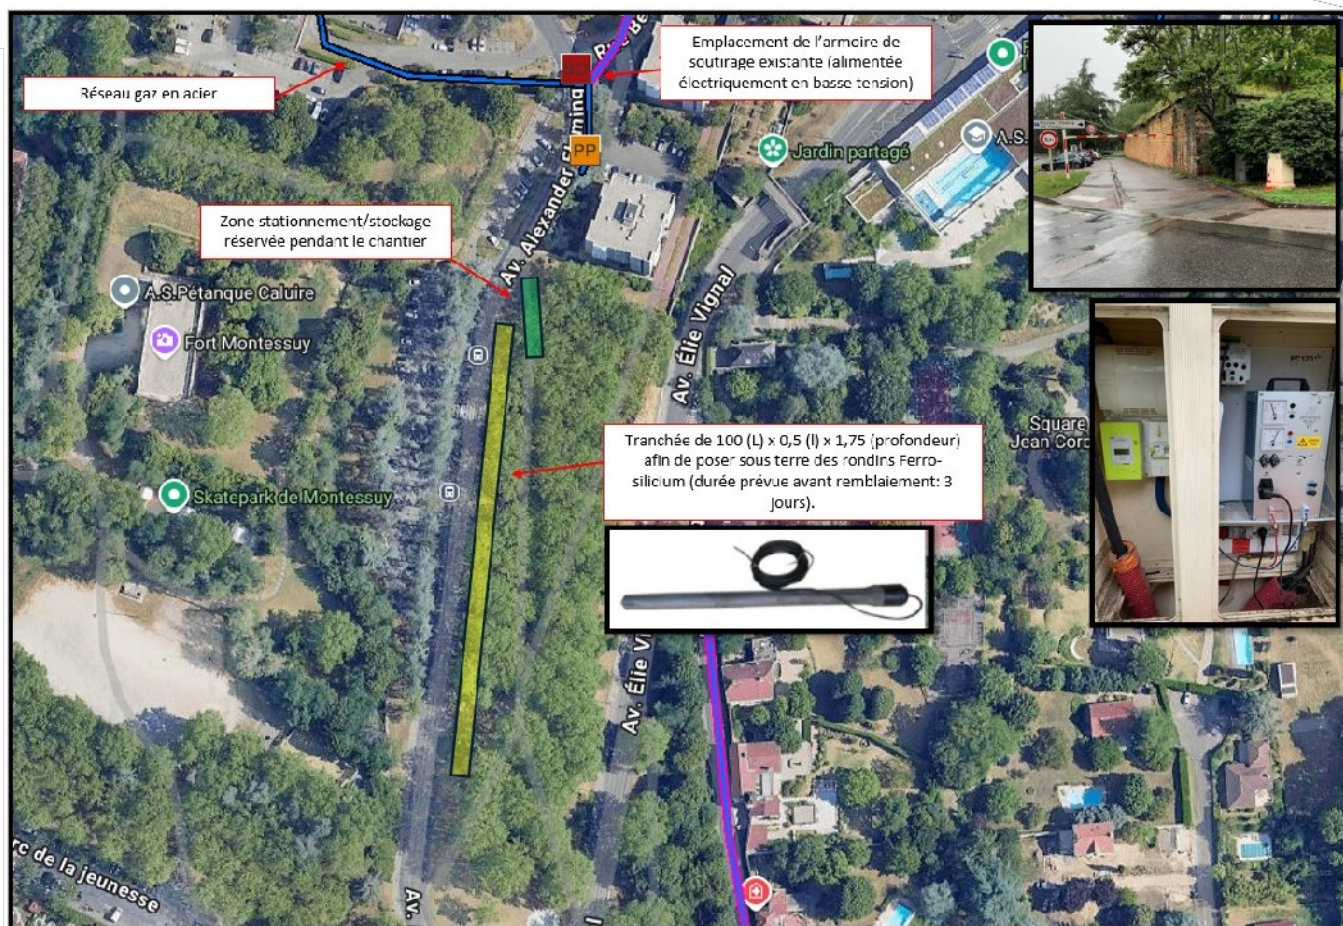 Réseau gaz en acier
Emplacement de l'armoire de
soutirage existante (alimentée
électriquement en basse tension)
PP
Jardin partagé
A.S.
Zone stationnement/stockage
réservée pendant le chantier
Av. Alexander Fleming
A.S.Pétanque Caluire
Fort Montessuy
Av. Élie Vignal
Square
Tranchée de 100 (L) x 0,5 (l) x 1,75 (profondeur)
afin de poser sous terre des rondins Ferro-
silicium (durée prévue avant remblaiement: 3
jours).
Skatepark de Montessuy
Av. Élie Vi
rc de la jeunesse
Av.